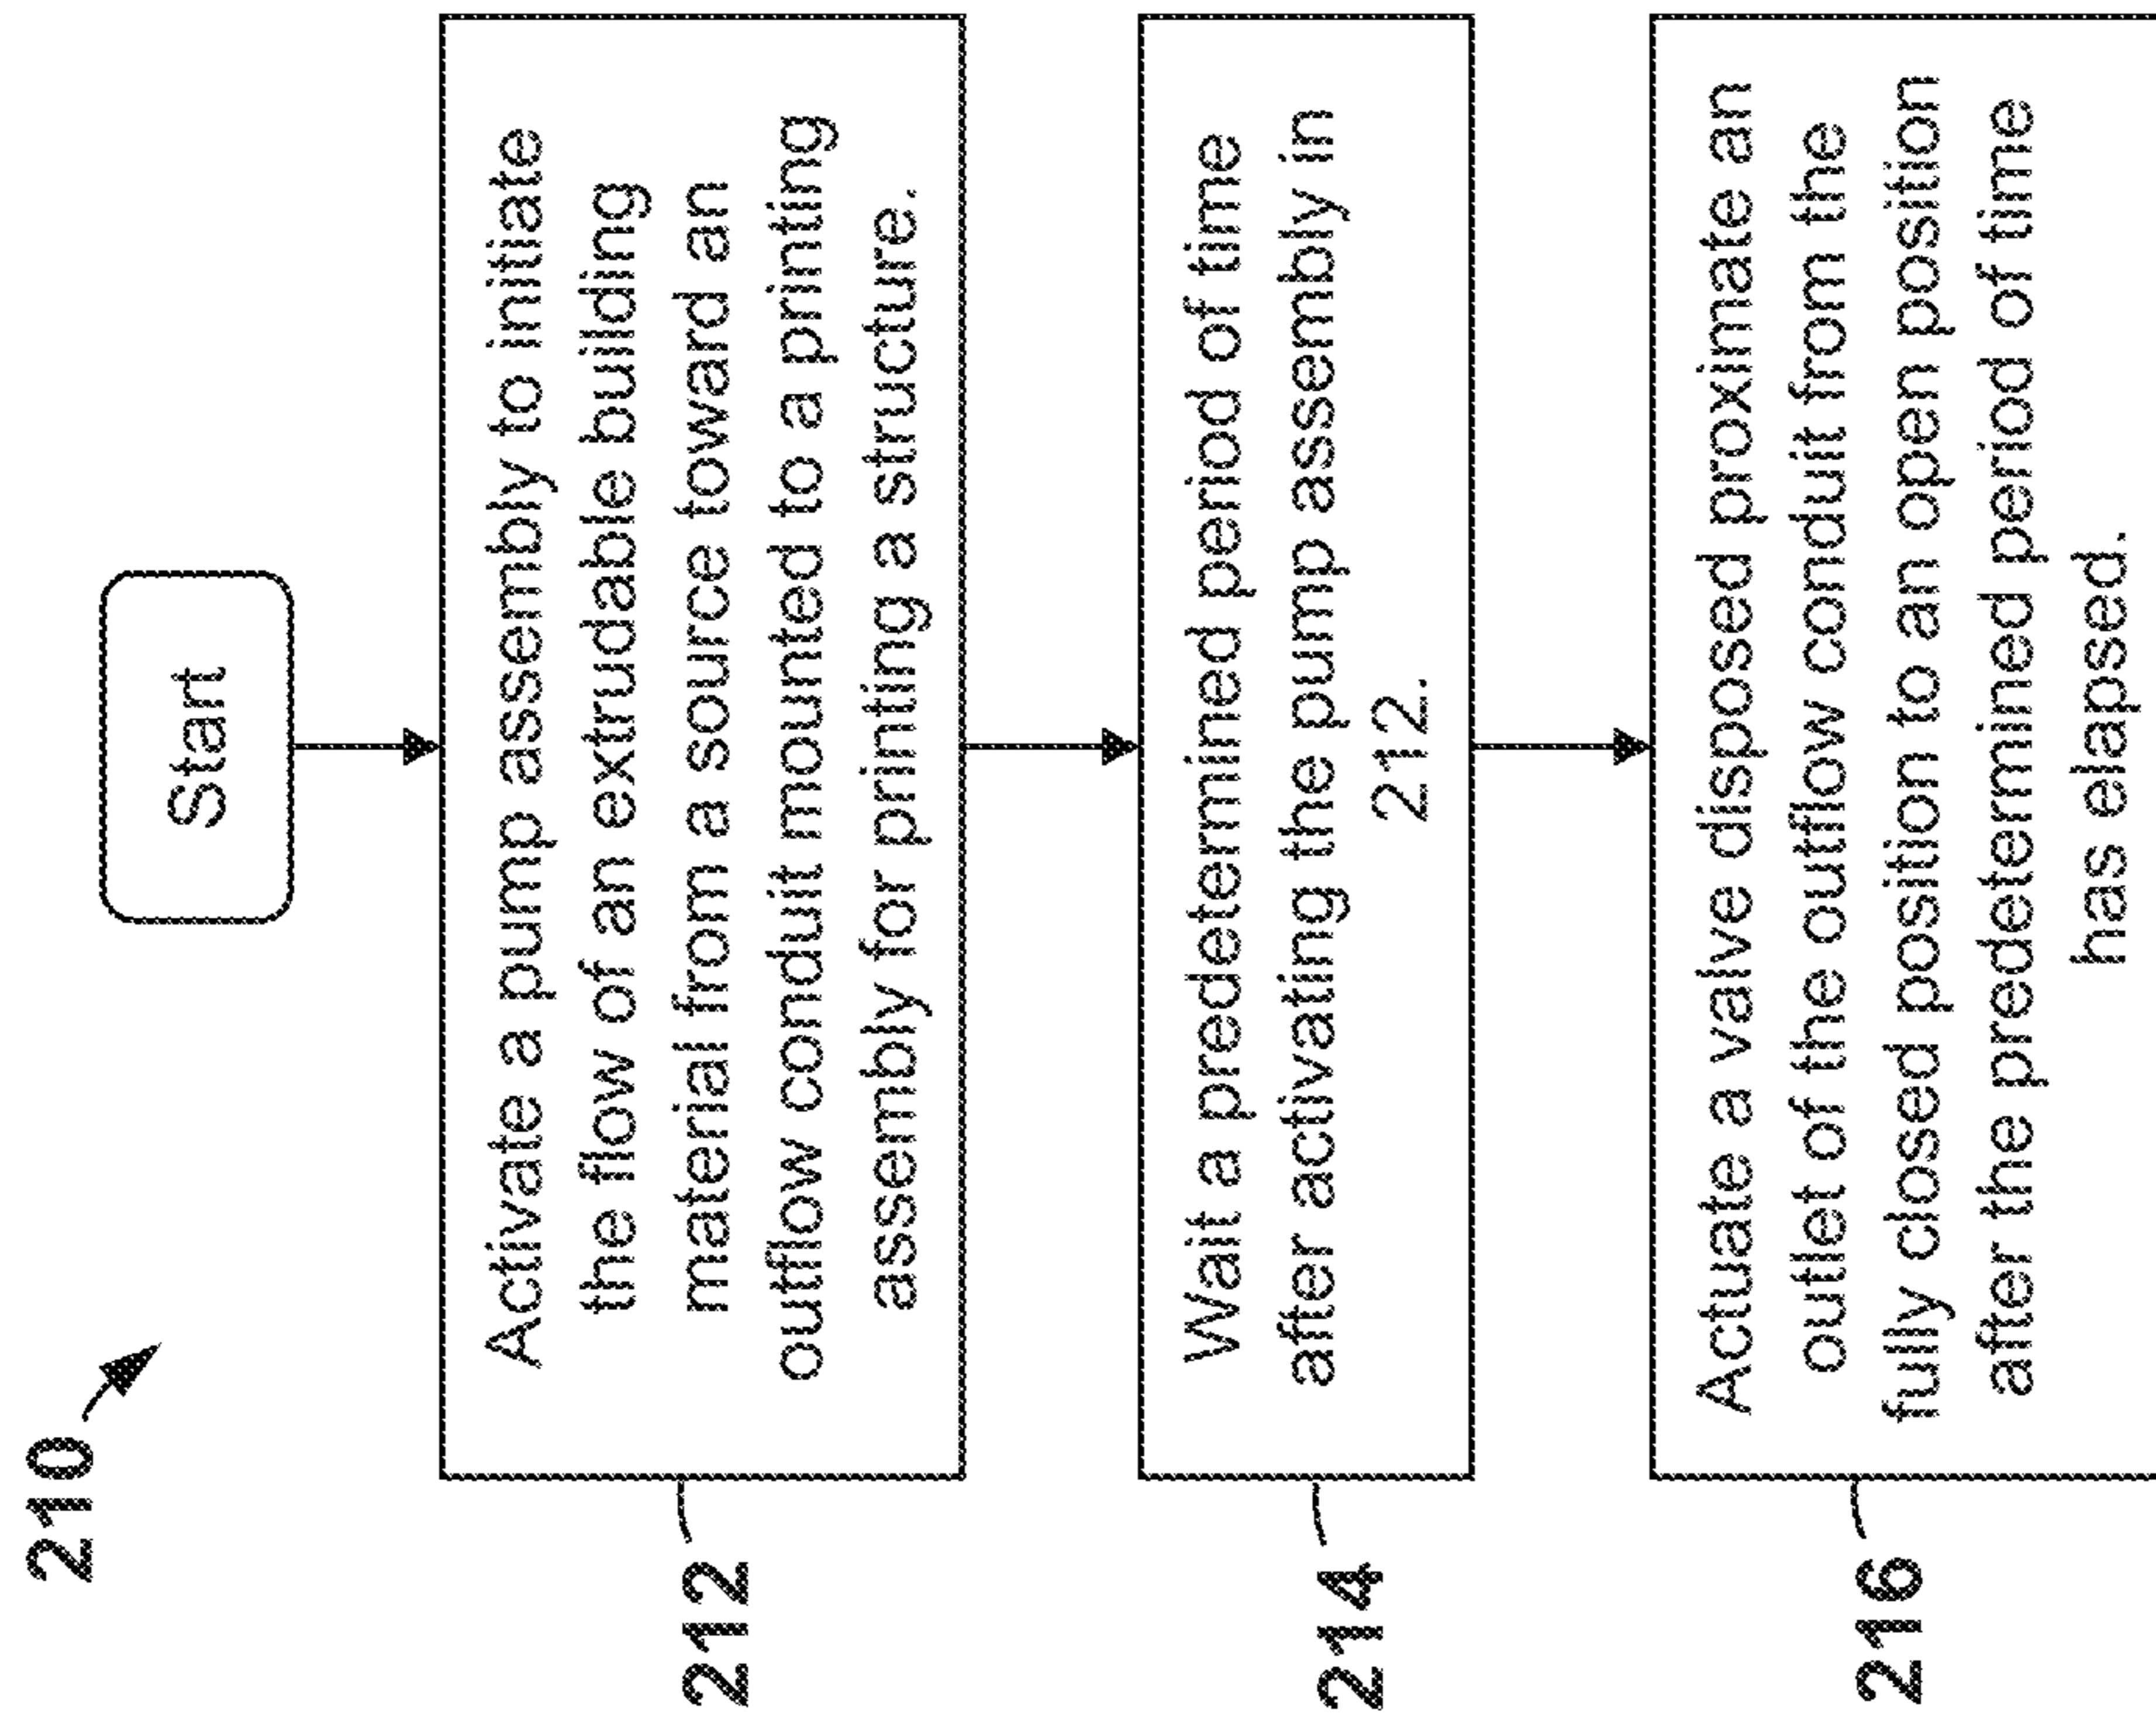 210
Start
212
Activate a pump assembly to initiate
the flow of an extrudable building
material from a source toward an
outflow conduit mounted to a printing
assembly for printing a structure.
214
Wait a predetermined period of time
after activating the pump assembly in
212.
216
Actuate a valve disposed proximate an
outlet of the outflow conduit from the
fully closed position to an open position
after the predetermined period of time
has elapsed.